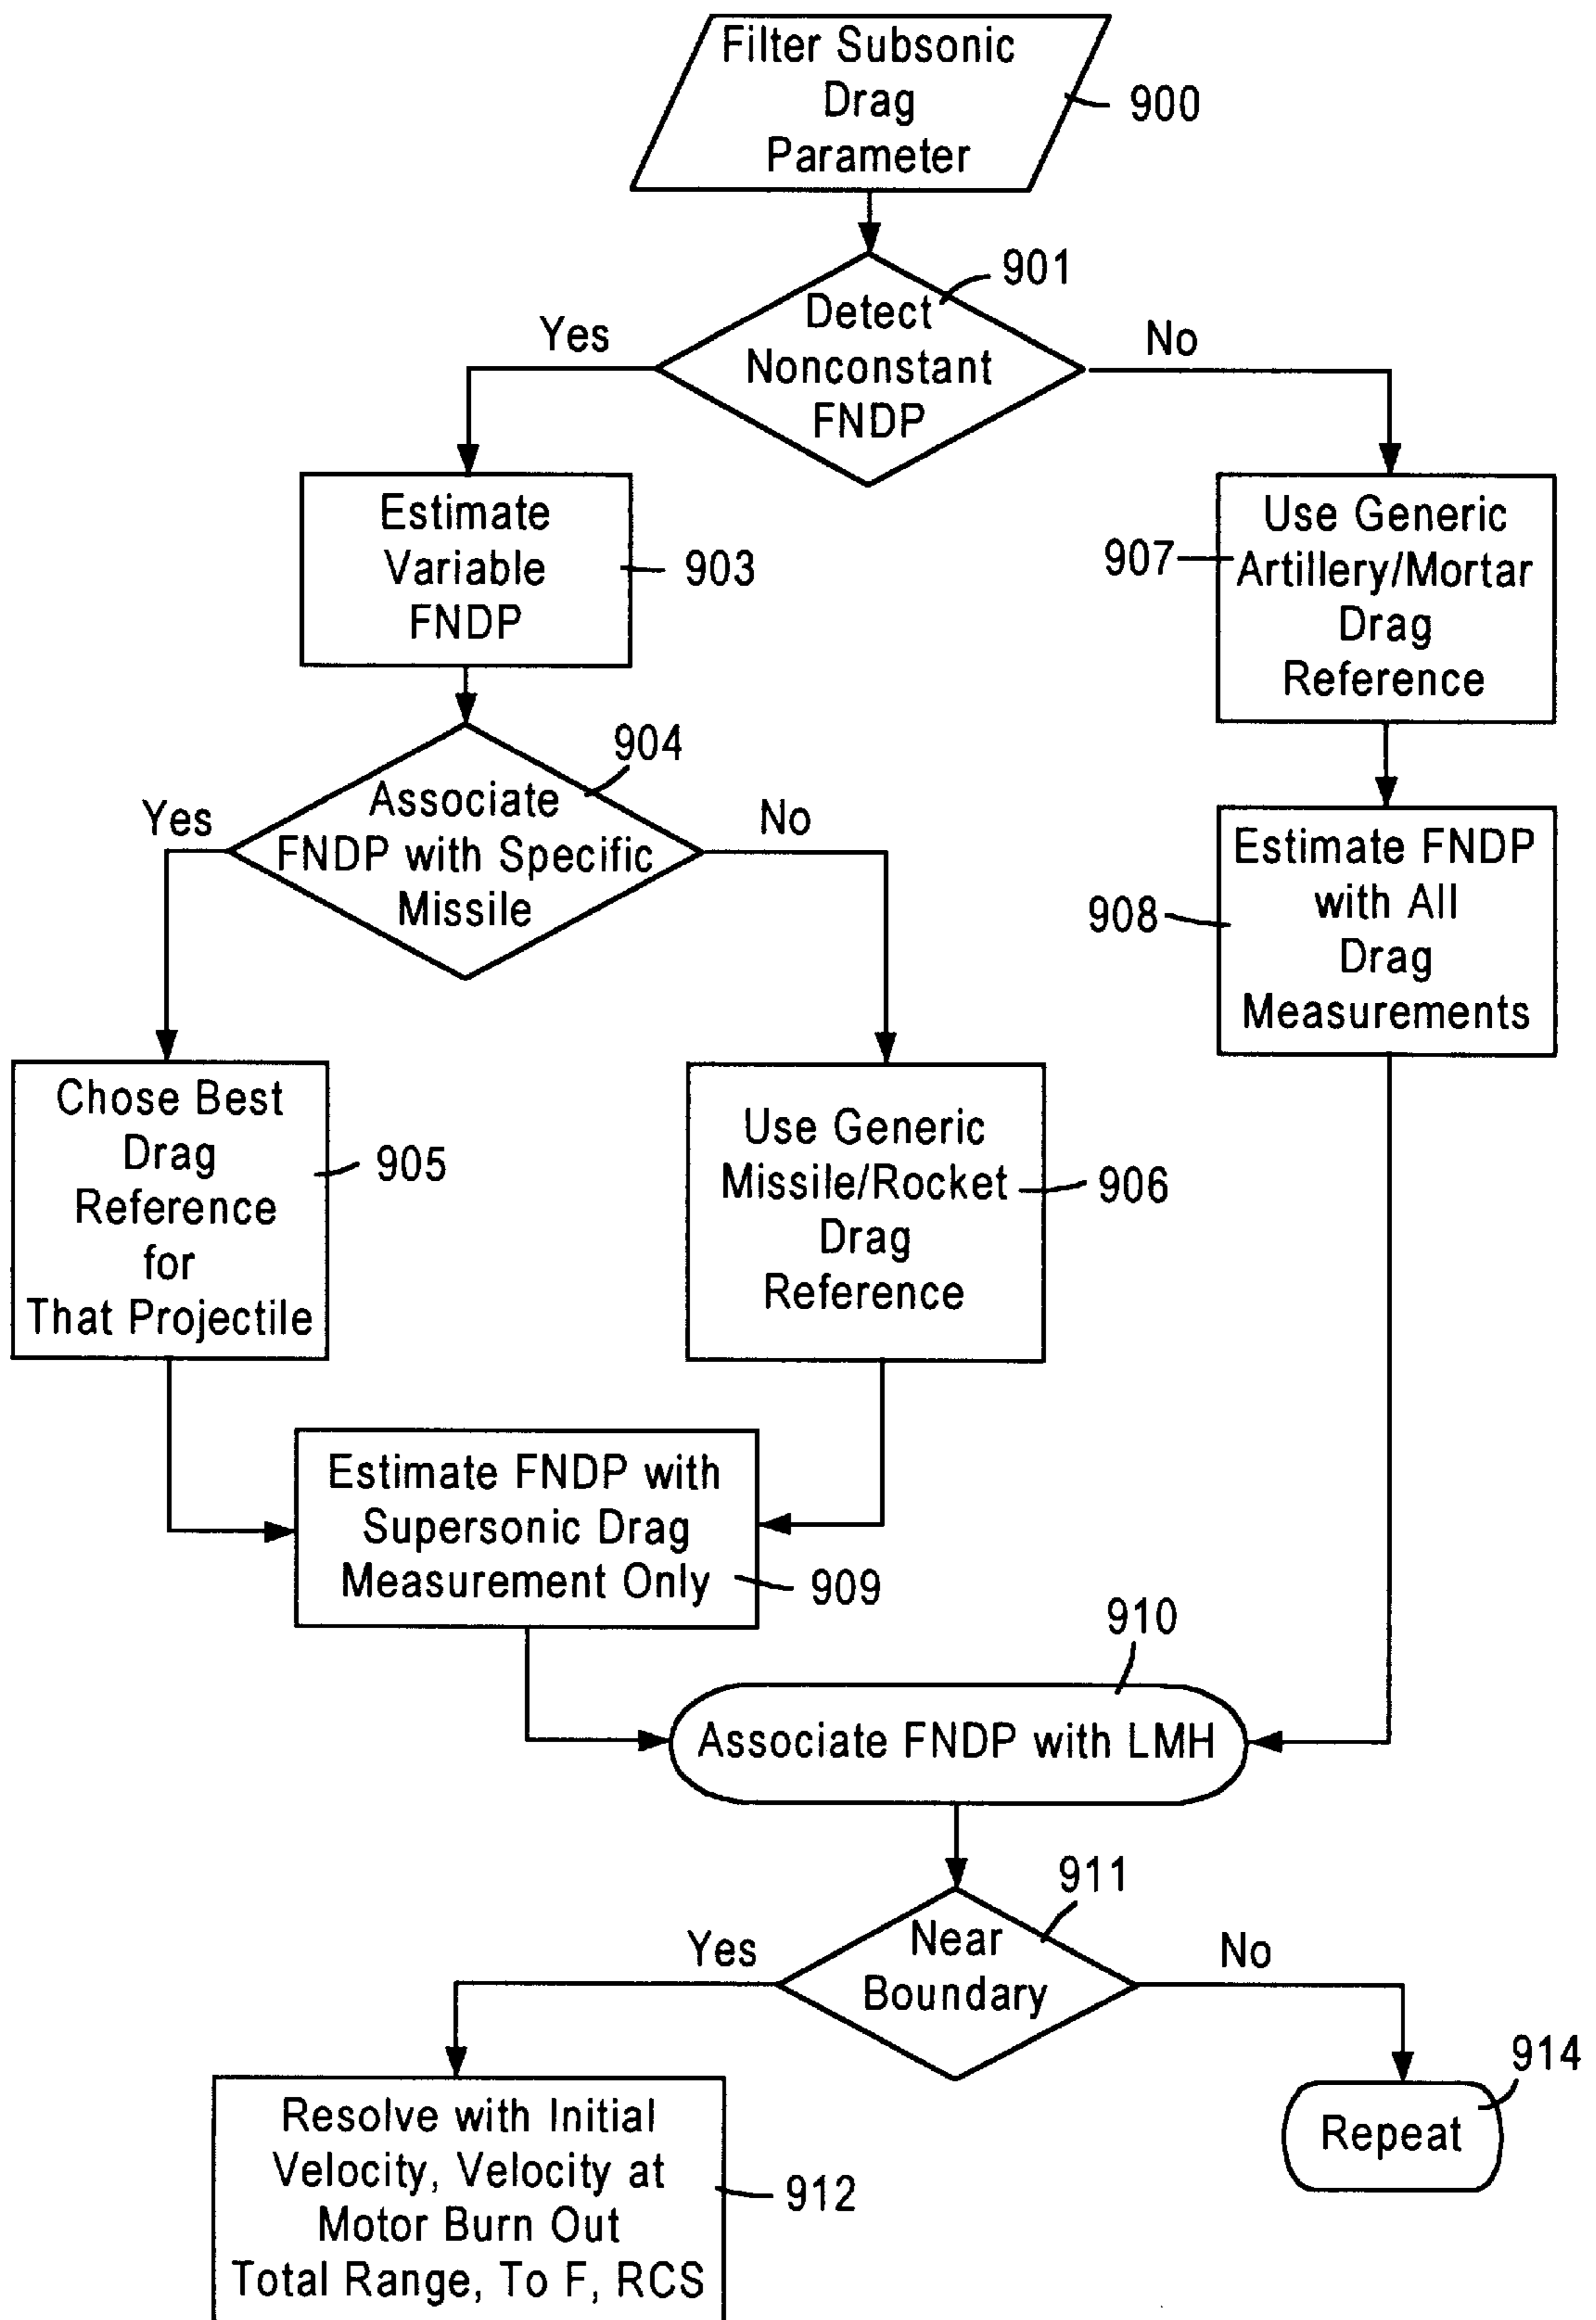 Filter Subsonic
Drag
Parameter
900
901
Detect
Nonconstant
FNDP
Yes
No
Estimate
Variable
FNDP
903
Use Generic
Artillery/Mortar
Drag
Reference
907
904
Associate
FNDP with Specific
Missile
Yes
No
Estimate FNDP
with All
Drag
Measurements
908
Chose Best
Drag
Reference
for
That Projectile
905
Use Generic
Missile/Rocket
Drag
Reference
906
Estimate FNDP with
Supersonic Drag
Measurement Only
909
910
Associate FNDP with LMH
911
Near
Boundary
Yes
No
914
Repeat
Resolve with Initial
Velocity, Velocity at
Motor Burn Out
Total Range, To F, RCS
912